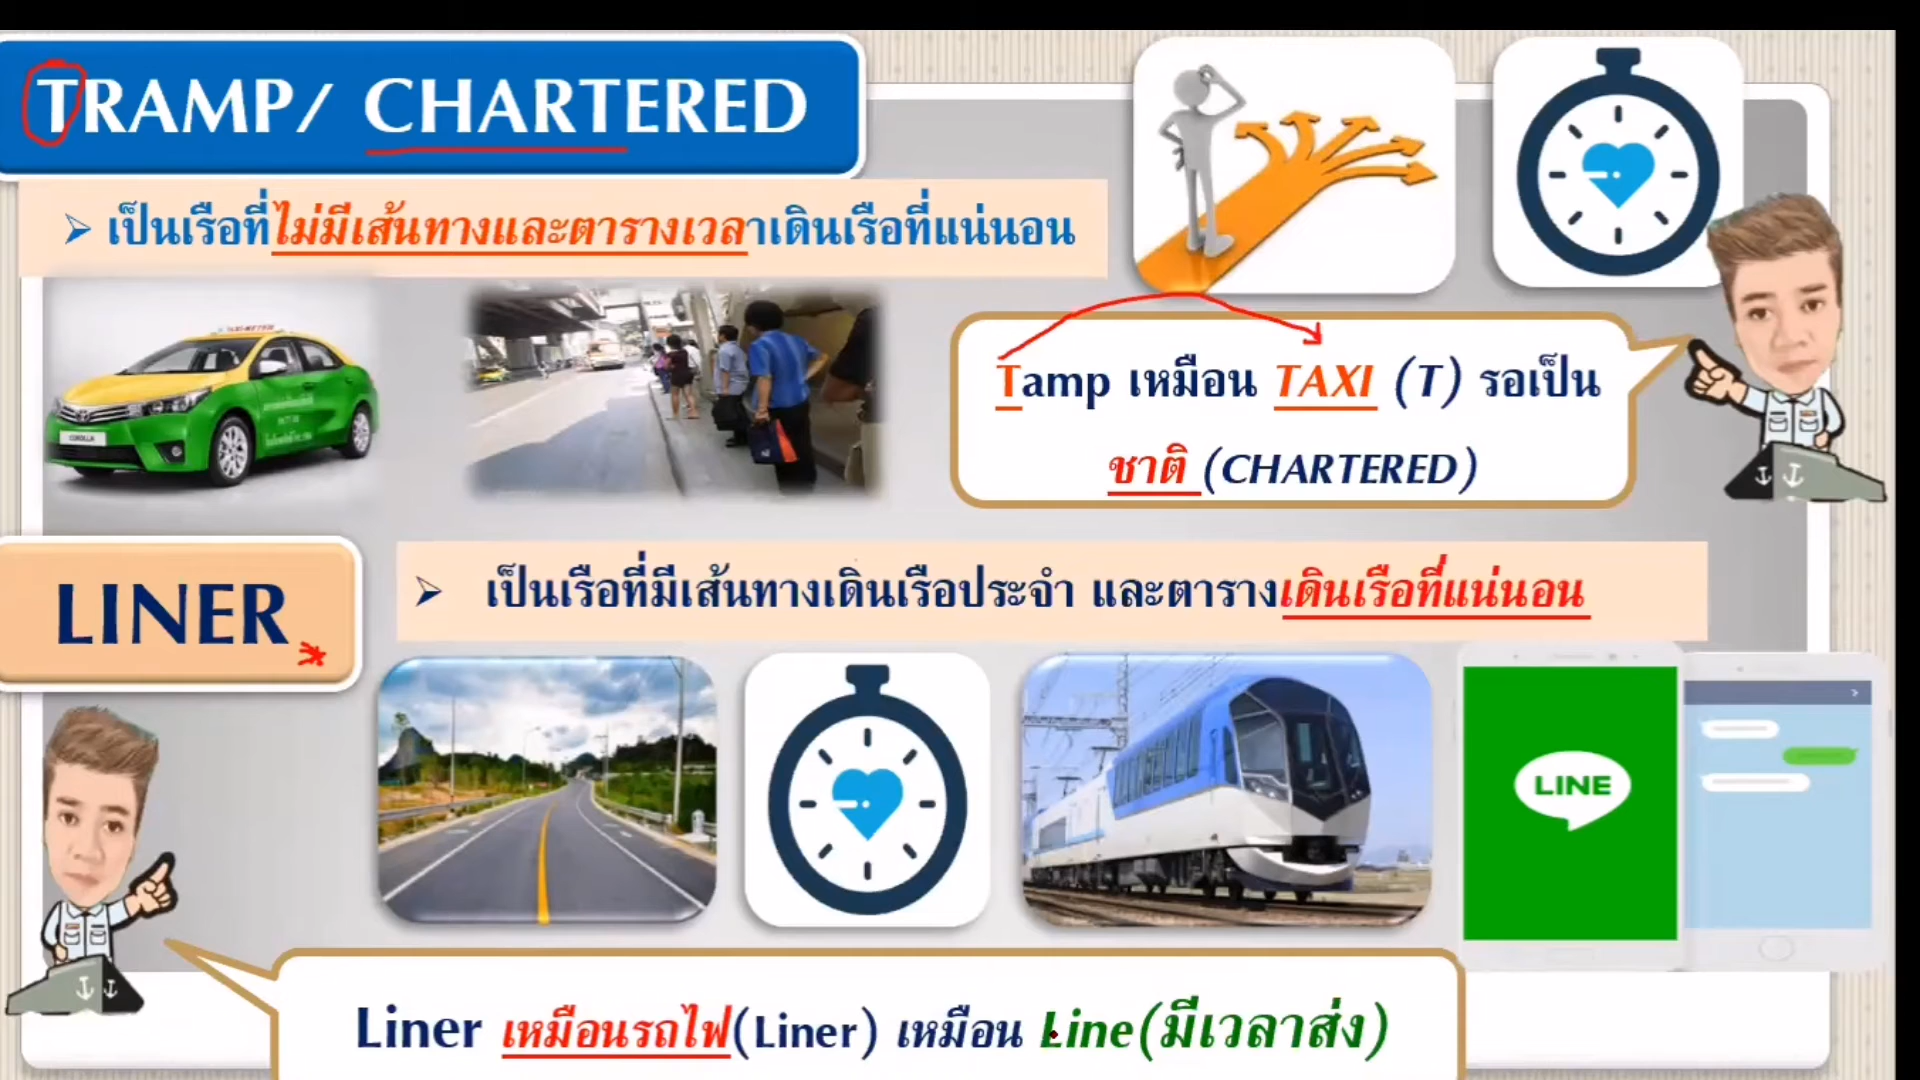 TRAMP/ CHARTERED
➢ เป็นเรือที่ไม่มีเส้นทางและตารางเวลาเดินเรือที่แน่นอน
TAXI-METER
COROLLA
Tamp เหมือน TAXI (T) รอเป็น
ชาติ (CHARTERED)
LINER
➢ เป็นเรือที่มีเส้นทางเดินเรือประจำ และตารางเดินเรือที่แน่นอน
LINE
Liner เหมือนรถไฟ(Liner) เหมือน Line(มีเวลาส่ง)